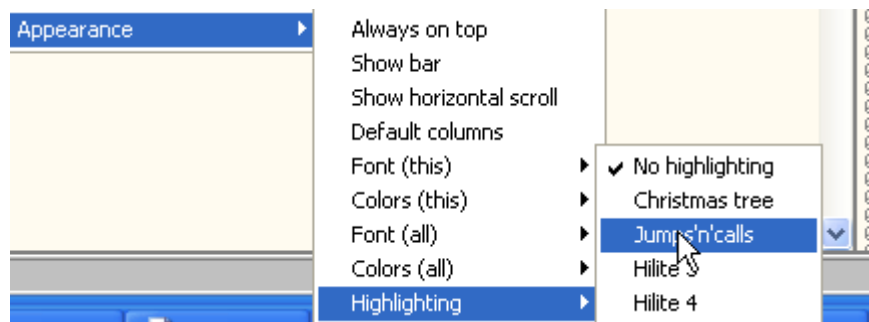 Appearance
Always on top
Show bar
Show horizontal scroll
Default columns
Font (this)
Colors (this)
Font (all)
Colors (all)
Highlighting
No highlighting
Christmas tree
Jumps'n'calls
Hilite 3
Hilite 4